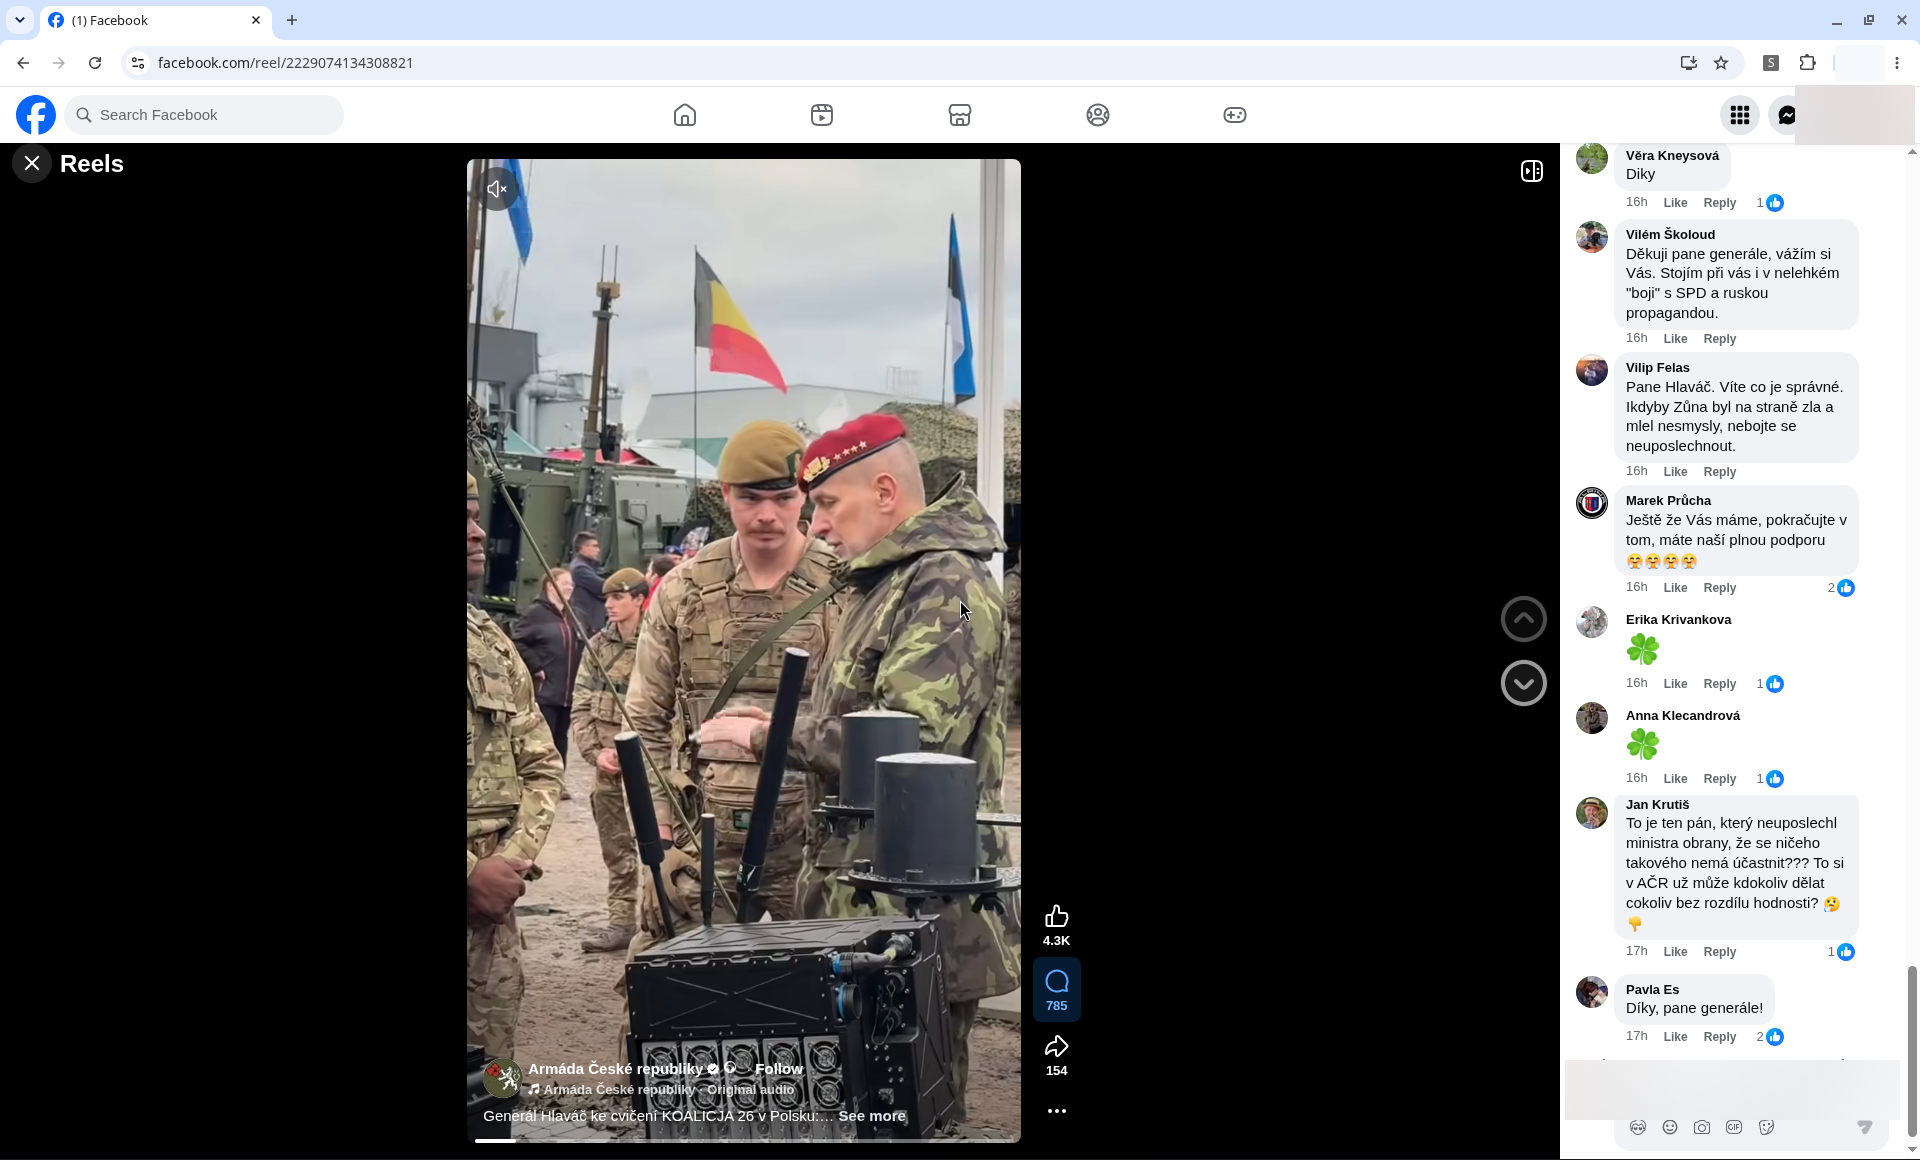 (1) Facebook
facebook.com/reel/2229074134308821
S
Search Facebook
Reels
Armáda České republiky · Follow
Armáda České republiky · Original audio
Generál Hlaváč ke cvičení KOALICJA 26 v Polsku:... See more
4.3K
785
154
Věra Kneysová
Diky
16h Like Reply 1
Vilém Školoud
Děkuji pane generále, vážím si
Vás. Stojím při vás i v nelehkém
"boji" s SPD a ruskou
propagandou.
16h Like Reply
Vilip Felas
Pane Hlaváč. Víte co je správné.
Ikdyby Zůna byl na straně zla a
mlel nesmysly, nebojte se
neuposlechnout.
16h Like Reply
Marek Průcha
Ještě že Vás máme, pokračujte v
tom, máte naší plnou podporu
😤😤😤😤
16h Like Reply 2
Erika Krivankova
🍀
16h Like Reply 1
Anna Klecandrová
🍀
16h Like Reply 1
Jan Krutiš
To je ten pán, který neuposlechl
ministra obrany, že se ničeho
takového nemá účastnit??? To si
v AČR už může kdokoliv dělat
cokoliv bez rozdílu hodnosti? 🤔
👎
17h Like Reply 1
Pavla Es
Díky, pane generále!
17h Like Reply 2
GIF